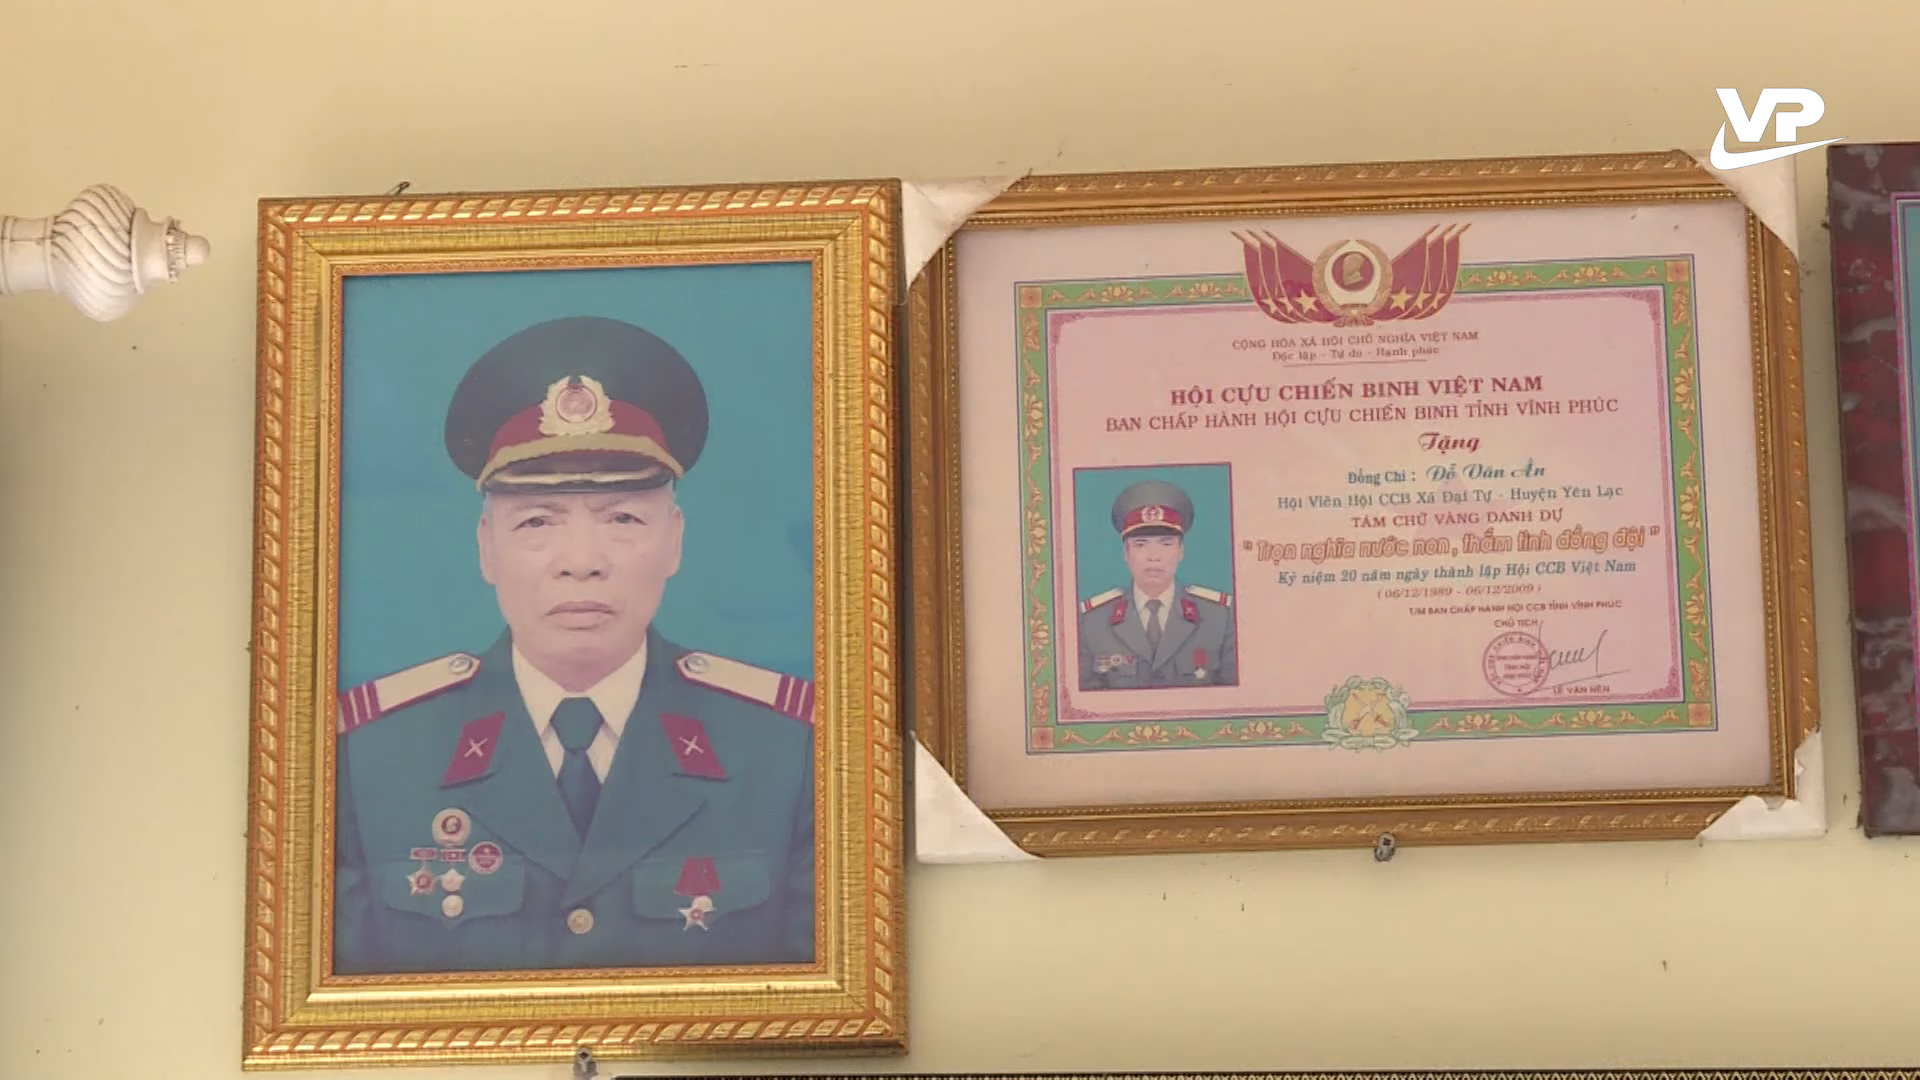 VP
CỘNG HÒA XÃ HỘI CHỦ NGHĨA VIỆT NAM
Độc lập - Tự do - Hạnh phúc
HỘI CỰU CHIẾN BINH VIỆT NAM
BAN CHẤP HÀNH HỘI CỰU CHIẾN BINH TỈNH VĨNH PHÚC
Tặng
Đồng Chí : Đỗ Văn Ẩn
Hội Viên Hội CCB Xã Đại Tự - Huyện Yên Lạc
TÁM CHỮ VÀNG DANH DỰ
" Trọn nghĩa nước non, thắm tình đồng đội "
Kỷ niệm 20 năm ngày thành lập Hội CCB Việt Nam
( 06/12/1989 - 06/12/2009 )
T/M BAN CHẤP HÀNH HỘI CCB TỈNH VĨNH PHÚC
CHỦ TỊCH
LÊ VĂN NÊN